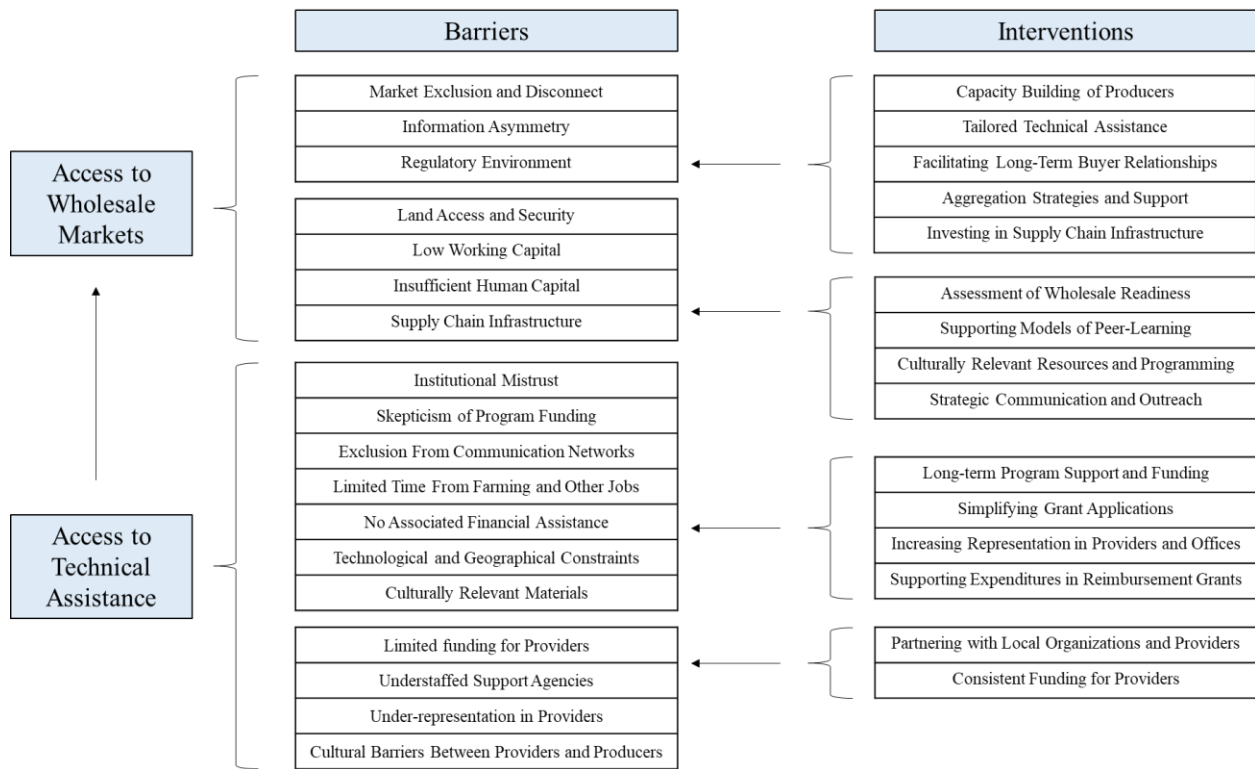 Barriers
Interventions
Access to
Wholesale
Markets
Access to
Technical
Assistance
Market Exclusion and Disconnect
Information Asymmetry
Regulatory Environment
Land Access and Security
Low Working Capital
Insufficient Human Capital
Supply Chain Infrastructure
Institutional Mistrust
Skepticism of Program Funding
Exclusion From Communication Networks
Limited Time From Farming and Other Jobs
No Associated Financial Assistance
Technological and Geographical Constraints
Culturally Relevant Materials
Limited funding for Providers
Understaffed Support Agencies
Under-representation in Providers
Cultural Barriers Between Providers and Producers
Capacity Building of Producers
Tailored Technical Assistance
Facilitating Long-Term Buyer Relationships
Aggregation Strategies and Support
Investing in Supply Chain Infrastructure
Assessment of Wholesale Readiness
Supporting Models of Peer-Learning
Culturally Relevant Resources and Programming
Strategic Communication and Outreach
Long-term Program Support and Funding
Simplifying Grant Applications
Increasing Representation in Providers and Offices
Supporting Expenditures in Reimbursement Grants
Partnering with Local Organizations and Providers
Consistent Funding for Providers